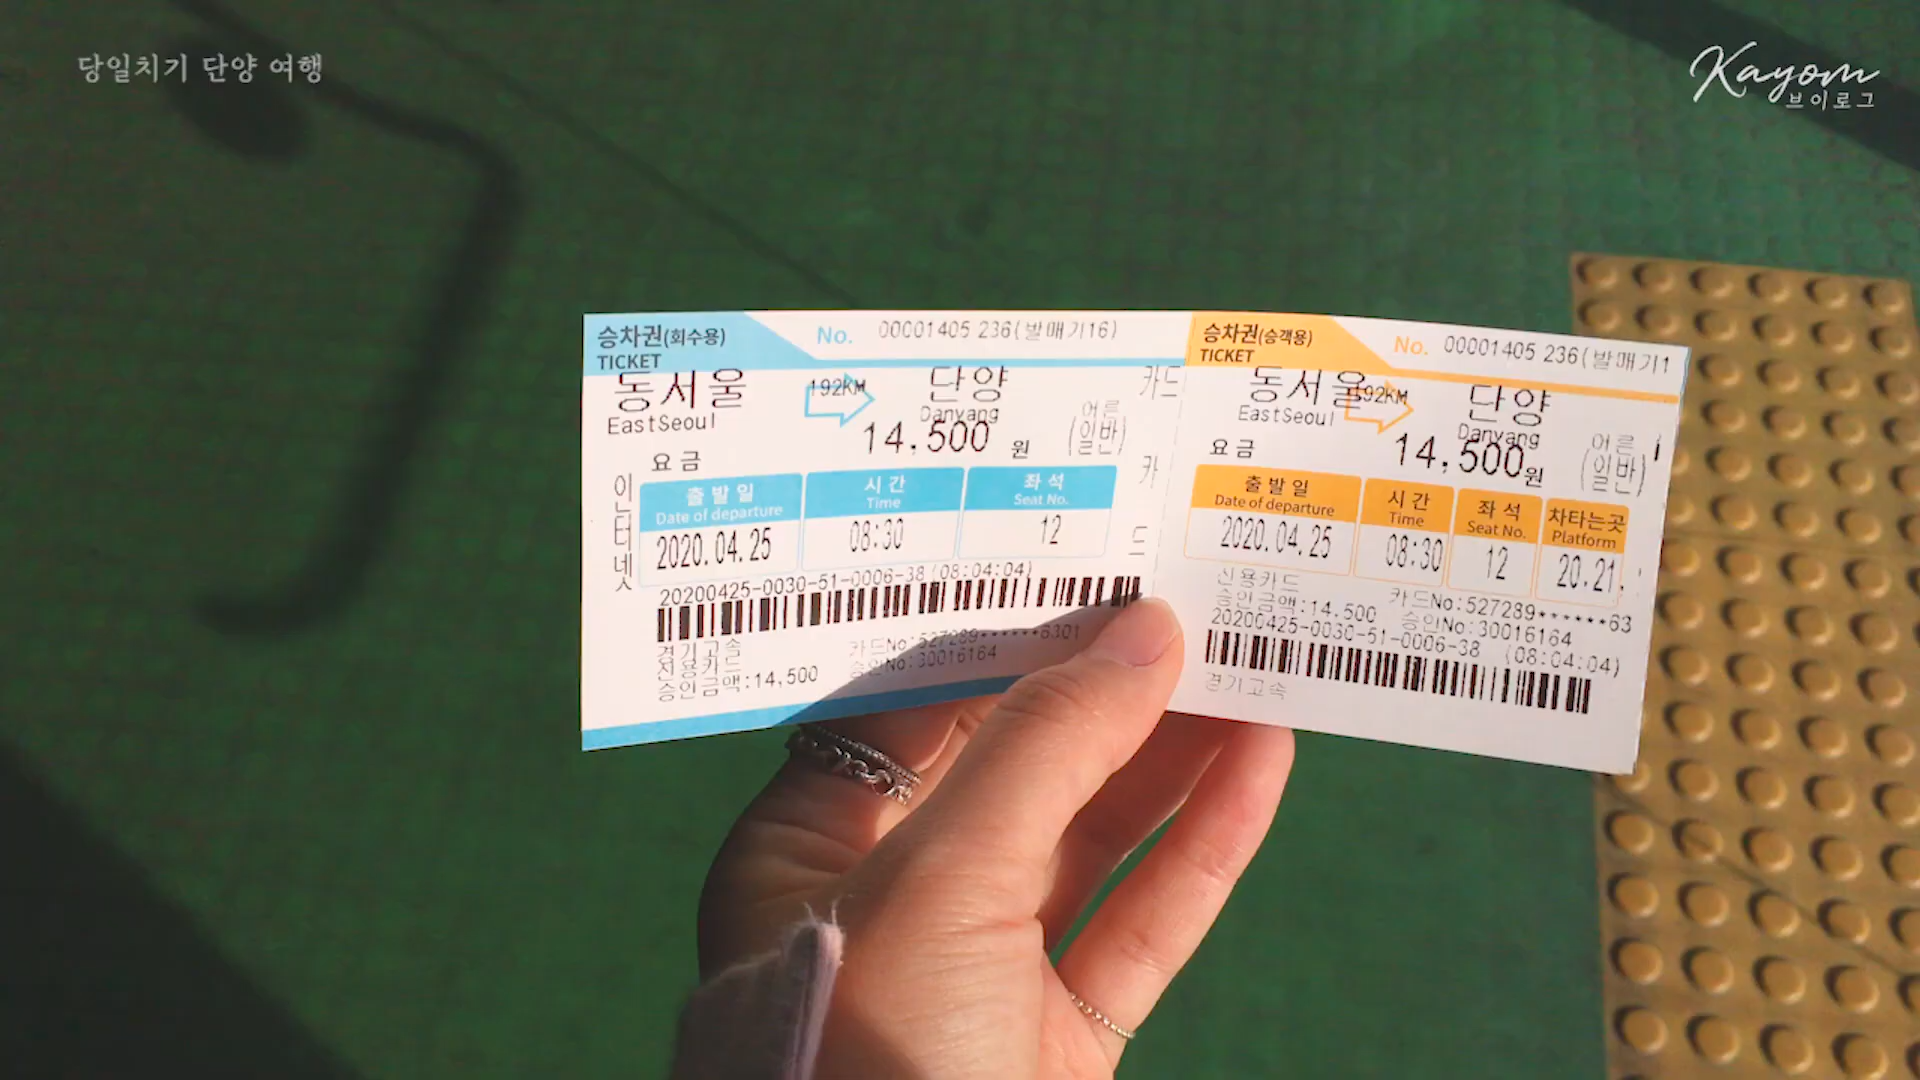 당일치기 단양 여행
Kayom
브이로그
승차권(회수용)
TICKET
No. 00001405 236(발매기16)
동서울 192KM 단양
EastSeoul Danyang
14,500 원
요금
어른
(일반)
카드
카
드
인터넷
출발일 시간 좌석
Date of departure Time Seat No.
2020.04.25 08:30 12
20200425-0030-51-0006-38 (08:04:04)
경기고속
신용카드 카드No:527289******6301
승인금액:14,500 승인No:30016164
승차권(승객용)
TICKET
No. 00001405 236(발매기1
동서울 192KM 단양
EastSeoul Danyang
요금 14,500원
어른
(일반)
출발일 시간 좌석 차타는곳
Date of departure Time Seat No. Platform
2020.04.25 08:30 12 20.21.
신용카드 카드No:527289******63
승인금액:14,500 승인No:30016164
20200425-0030-51-0006-38 (08:04:04)
경기고속